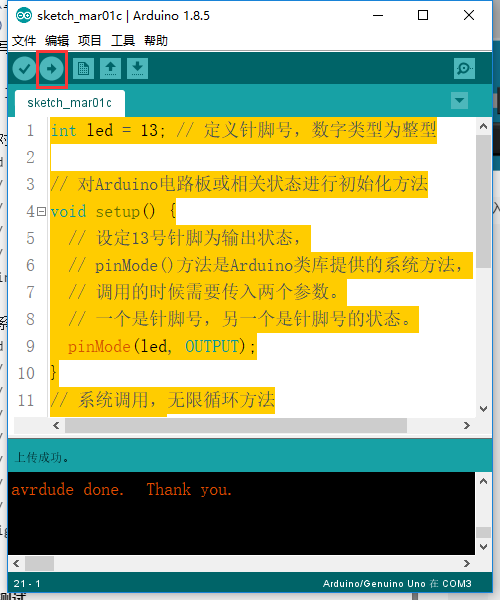 sketch_mar01c | Arduino 1.8.5
文件 编辑 项目 工具 帮助
sketch_mar01c
1 int led = 13; // 定义针脚号，数字类型为整型
2
3 // 对Arduino电路板或相关状态进行初始化方法
4 void setup() {
5 // 设定13号针脚为输出状态，
6 // pinMode()方法是Arduino类库提供的系统方法，
7 // 调用的时候需要传入两个参数。
8 // 一个是针脚号，另一个是针脚号的状态。
9 pinMode(led, OUTPUT);
10 }
11 // 系统调用，无限循环方法
上传成功。
avrdude done.  Thank you.
21 - 1
Arduino/Genuino Uno 在 COM3